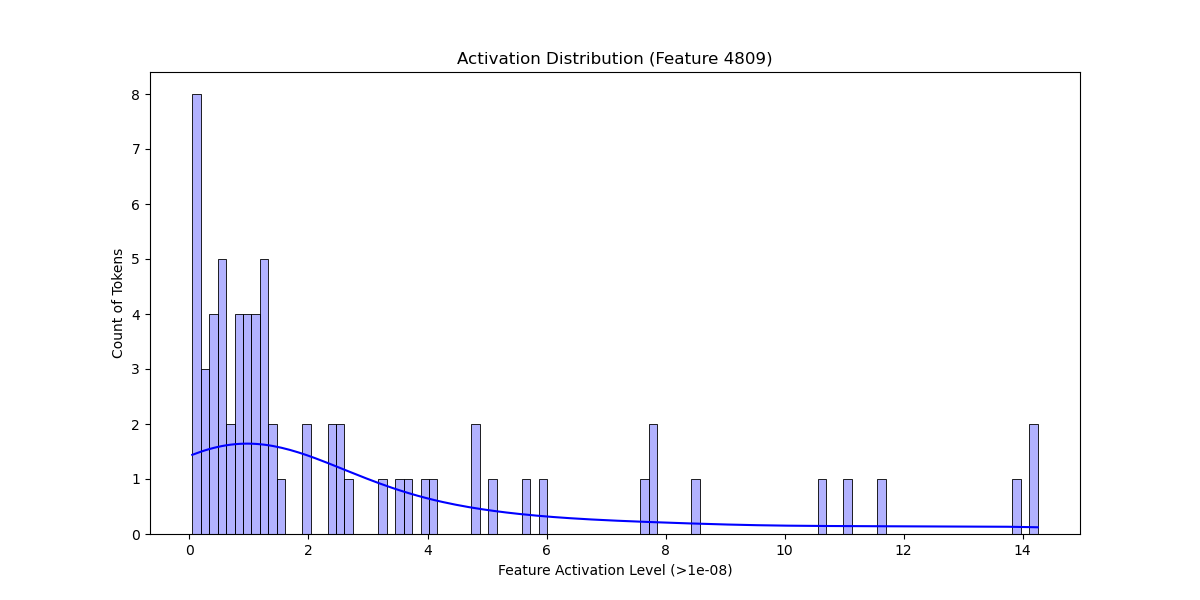 Activation Distribution (Feature 4809)
Count of Tokens
8
7
6
5
4
3
2
1
0
0 2 4 6 8 10 12 14
Feature Activation Level (>1e-08)